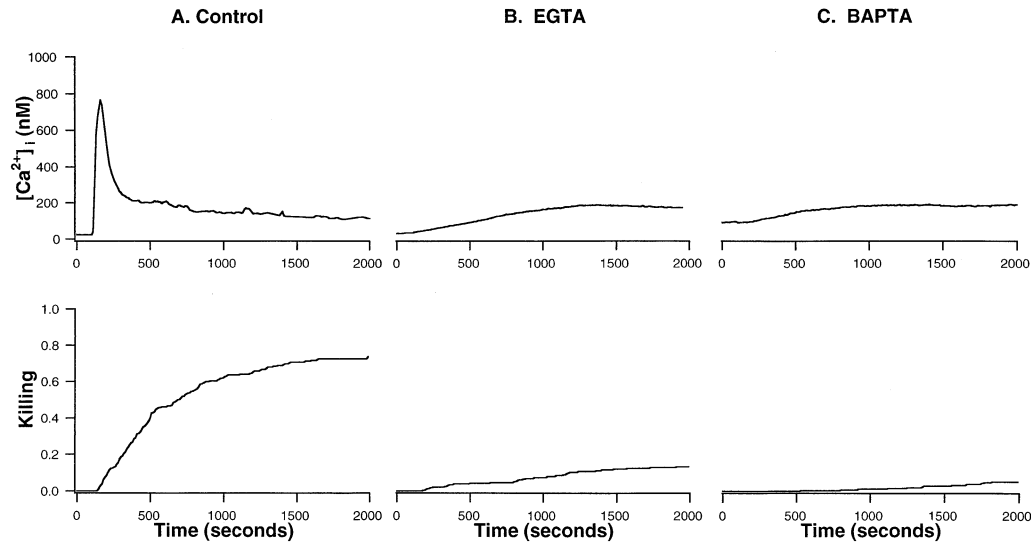 A. Control
B. EGTA
C. BAPTA
[Ca2+] i (nM)
1000
800
600
400
200
0
0 500 1000 1500 2000
0 500 1000 1500 2000
0 500 1000 1500 2000
Killing
1.0
0.8
0.6
0.4
0.2
0.0
0 500 1000 1500 2000
0 500 1000 1500 2000
0 500 1000 1500 2000
Time (seconds)
Time (seconds)
Time (seconds)